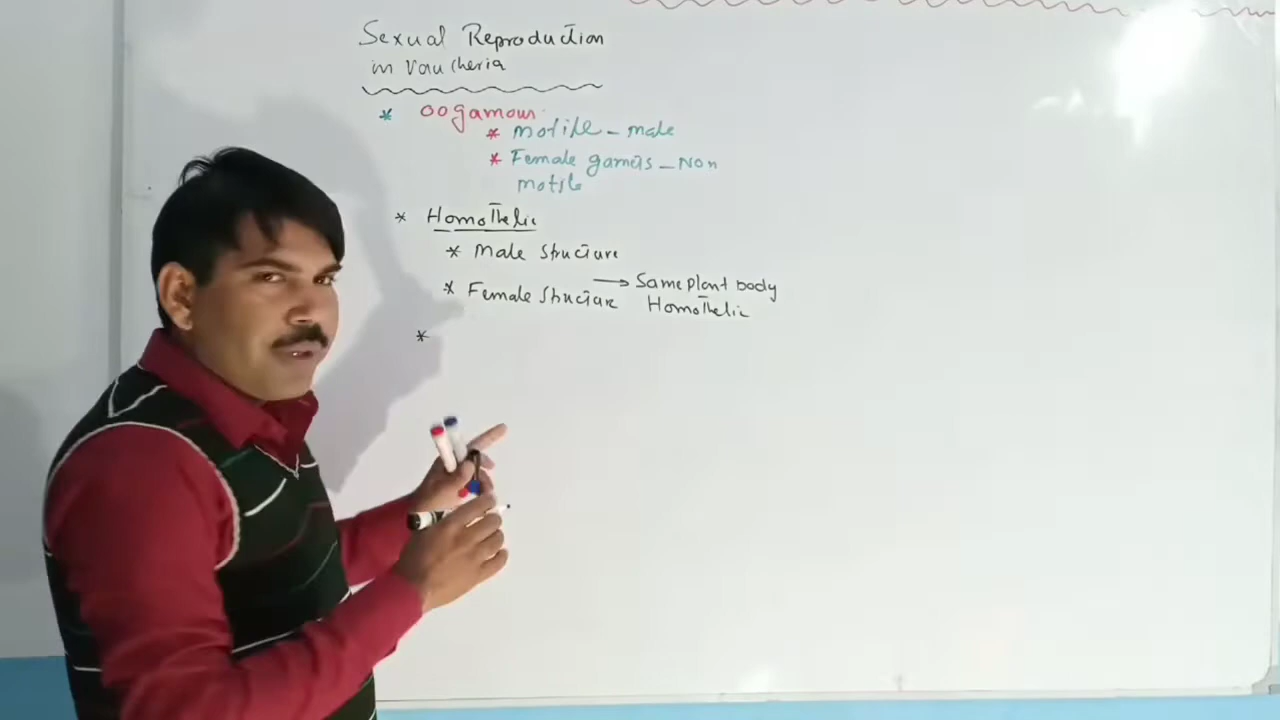 Sexual Reproduction
in Vaucheria
* oogamous
* motile - male
* Female gamets - Non
motile
* Homothelic
* Male structure
* Female structure → Same plant body
Homothelic
*